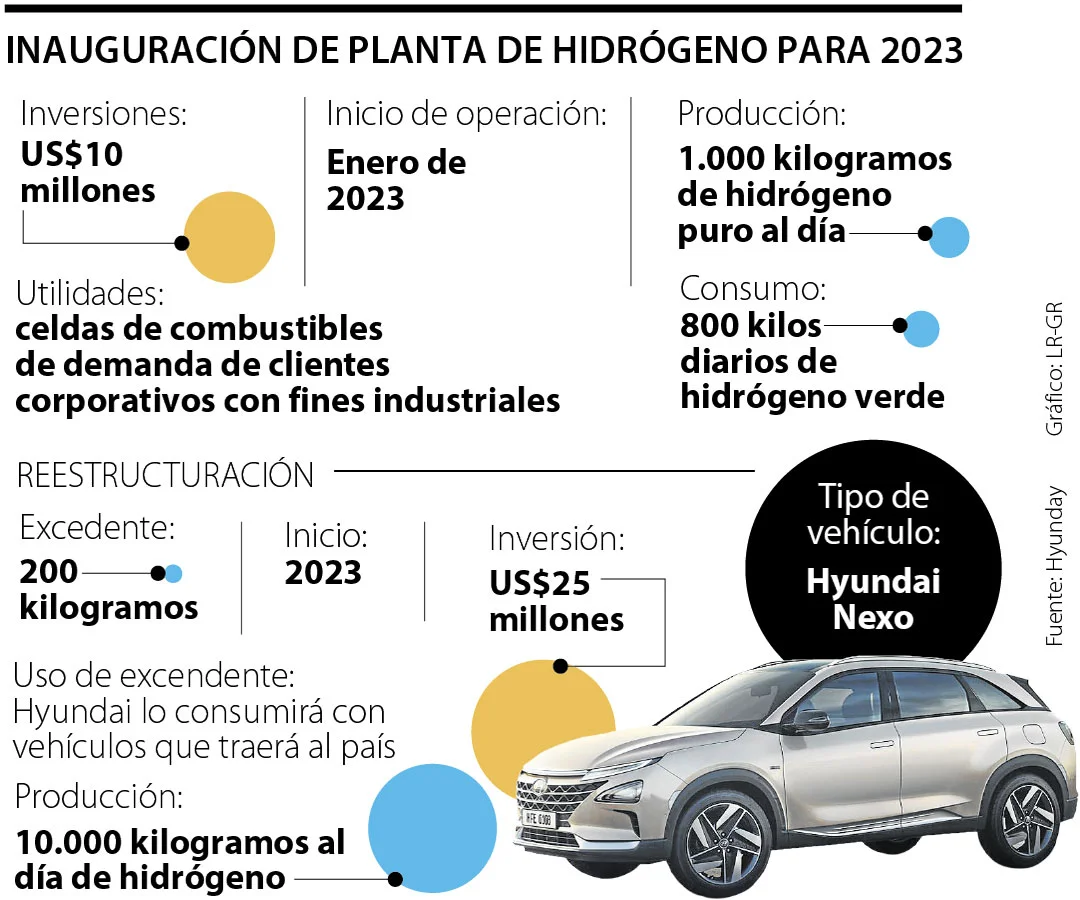 INAUGURACIÓN DE PLANTA DE HIDRÓGENO PARA 2023
Inversiones:
US$10
millones
Inicio de operación:
Enero de
2023
Producción:
1.000 kilogramos
de hidrógeno
puro al día
Utilidades:
celdas de combustibles
de demanda de clientes
corporativos con fines industriales
Consumo:
800 kilos
diarios de
hidrógeno verde
REESTRUCTURACIÓN
Excedente:
200
kilogramos
Inicio:
2023
Inversión:
US$25
millones
Tipo de
vehículo:
Hyundai
Nexo
Uso de excendente:
Hyundai lo consumirá con
vehículos que traerá al país
Producción:
10.000 kilogramos al
día de hidrógeno
Fuente: Hyunday
Gráfico: LR-GR